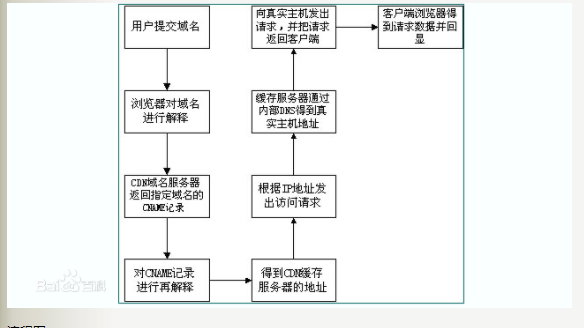 用户提交域名
浏览器对域名
进行解释
CDN域名服务器
返回指定域名的
CNAME记录
对CNAME记录
进行再解释
得到CDN缓存
服务器的地址
根据IP地址发
出访问请求
缓存服务器通过
内部DNS得到真
实主机地址
向真实主机发出
请求，并把请求
返回客户端
客户端浏览器得
到请求数据并回
显
Baidu百科